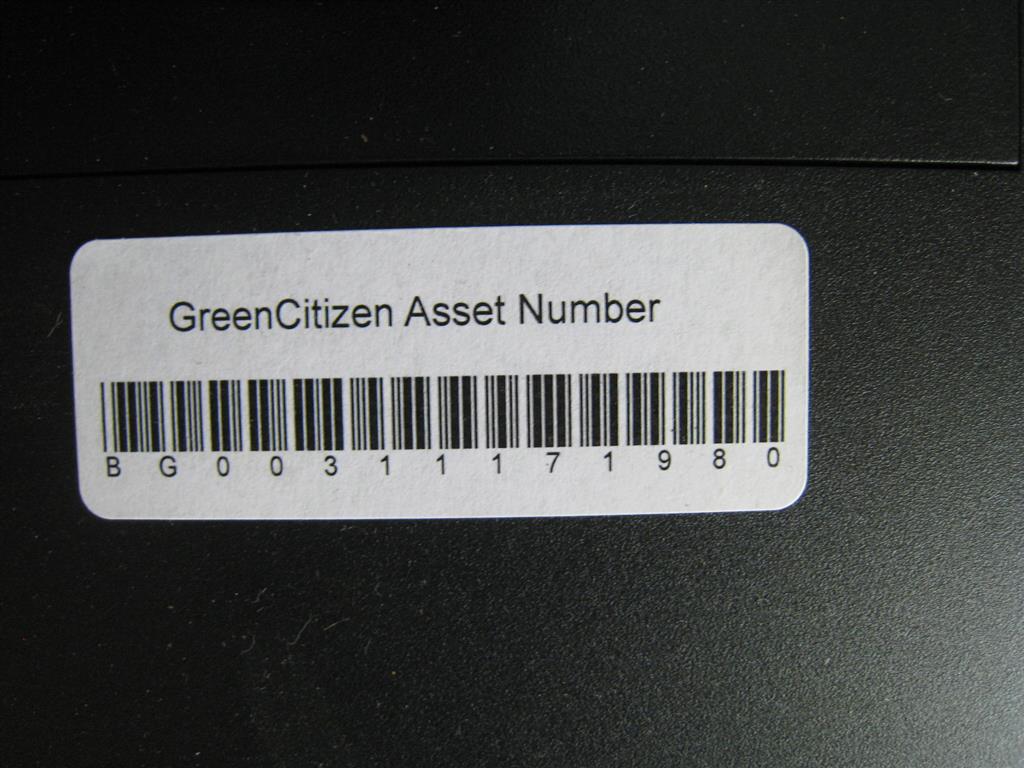 GreenCitizen Asset Number
B G 0 0 3 1 1 1 7 1 9 8 0